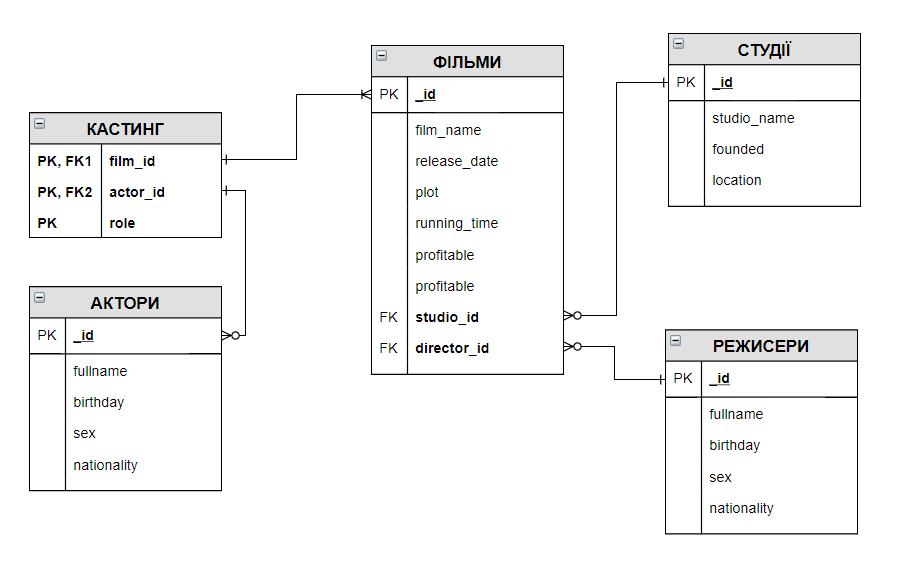 КАСТИНГ
PK, FK1 film_id
PK, FK2 actor_id
PK role
АКТОРИ
PK _id
fullname
birthday
sex
nationality
ФІЛЬМИ
PK _id
film_name
release_date
plot
running_time
profitable
profitable
FK studio_id
FK director_id
СТУДІЇ
PK _id
studio_name
founded
location
РЕЖИСЕРИ
PK _id
fullname
birthday
sex
nationality